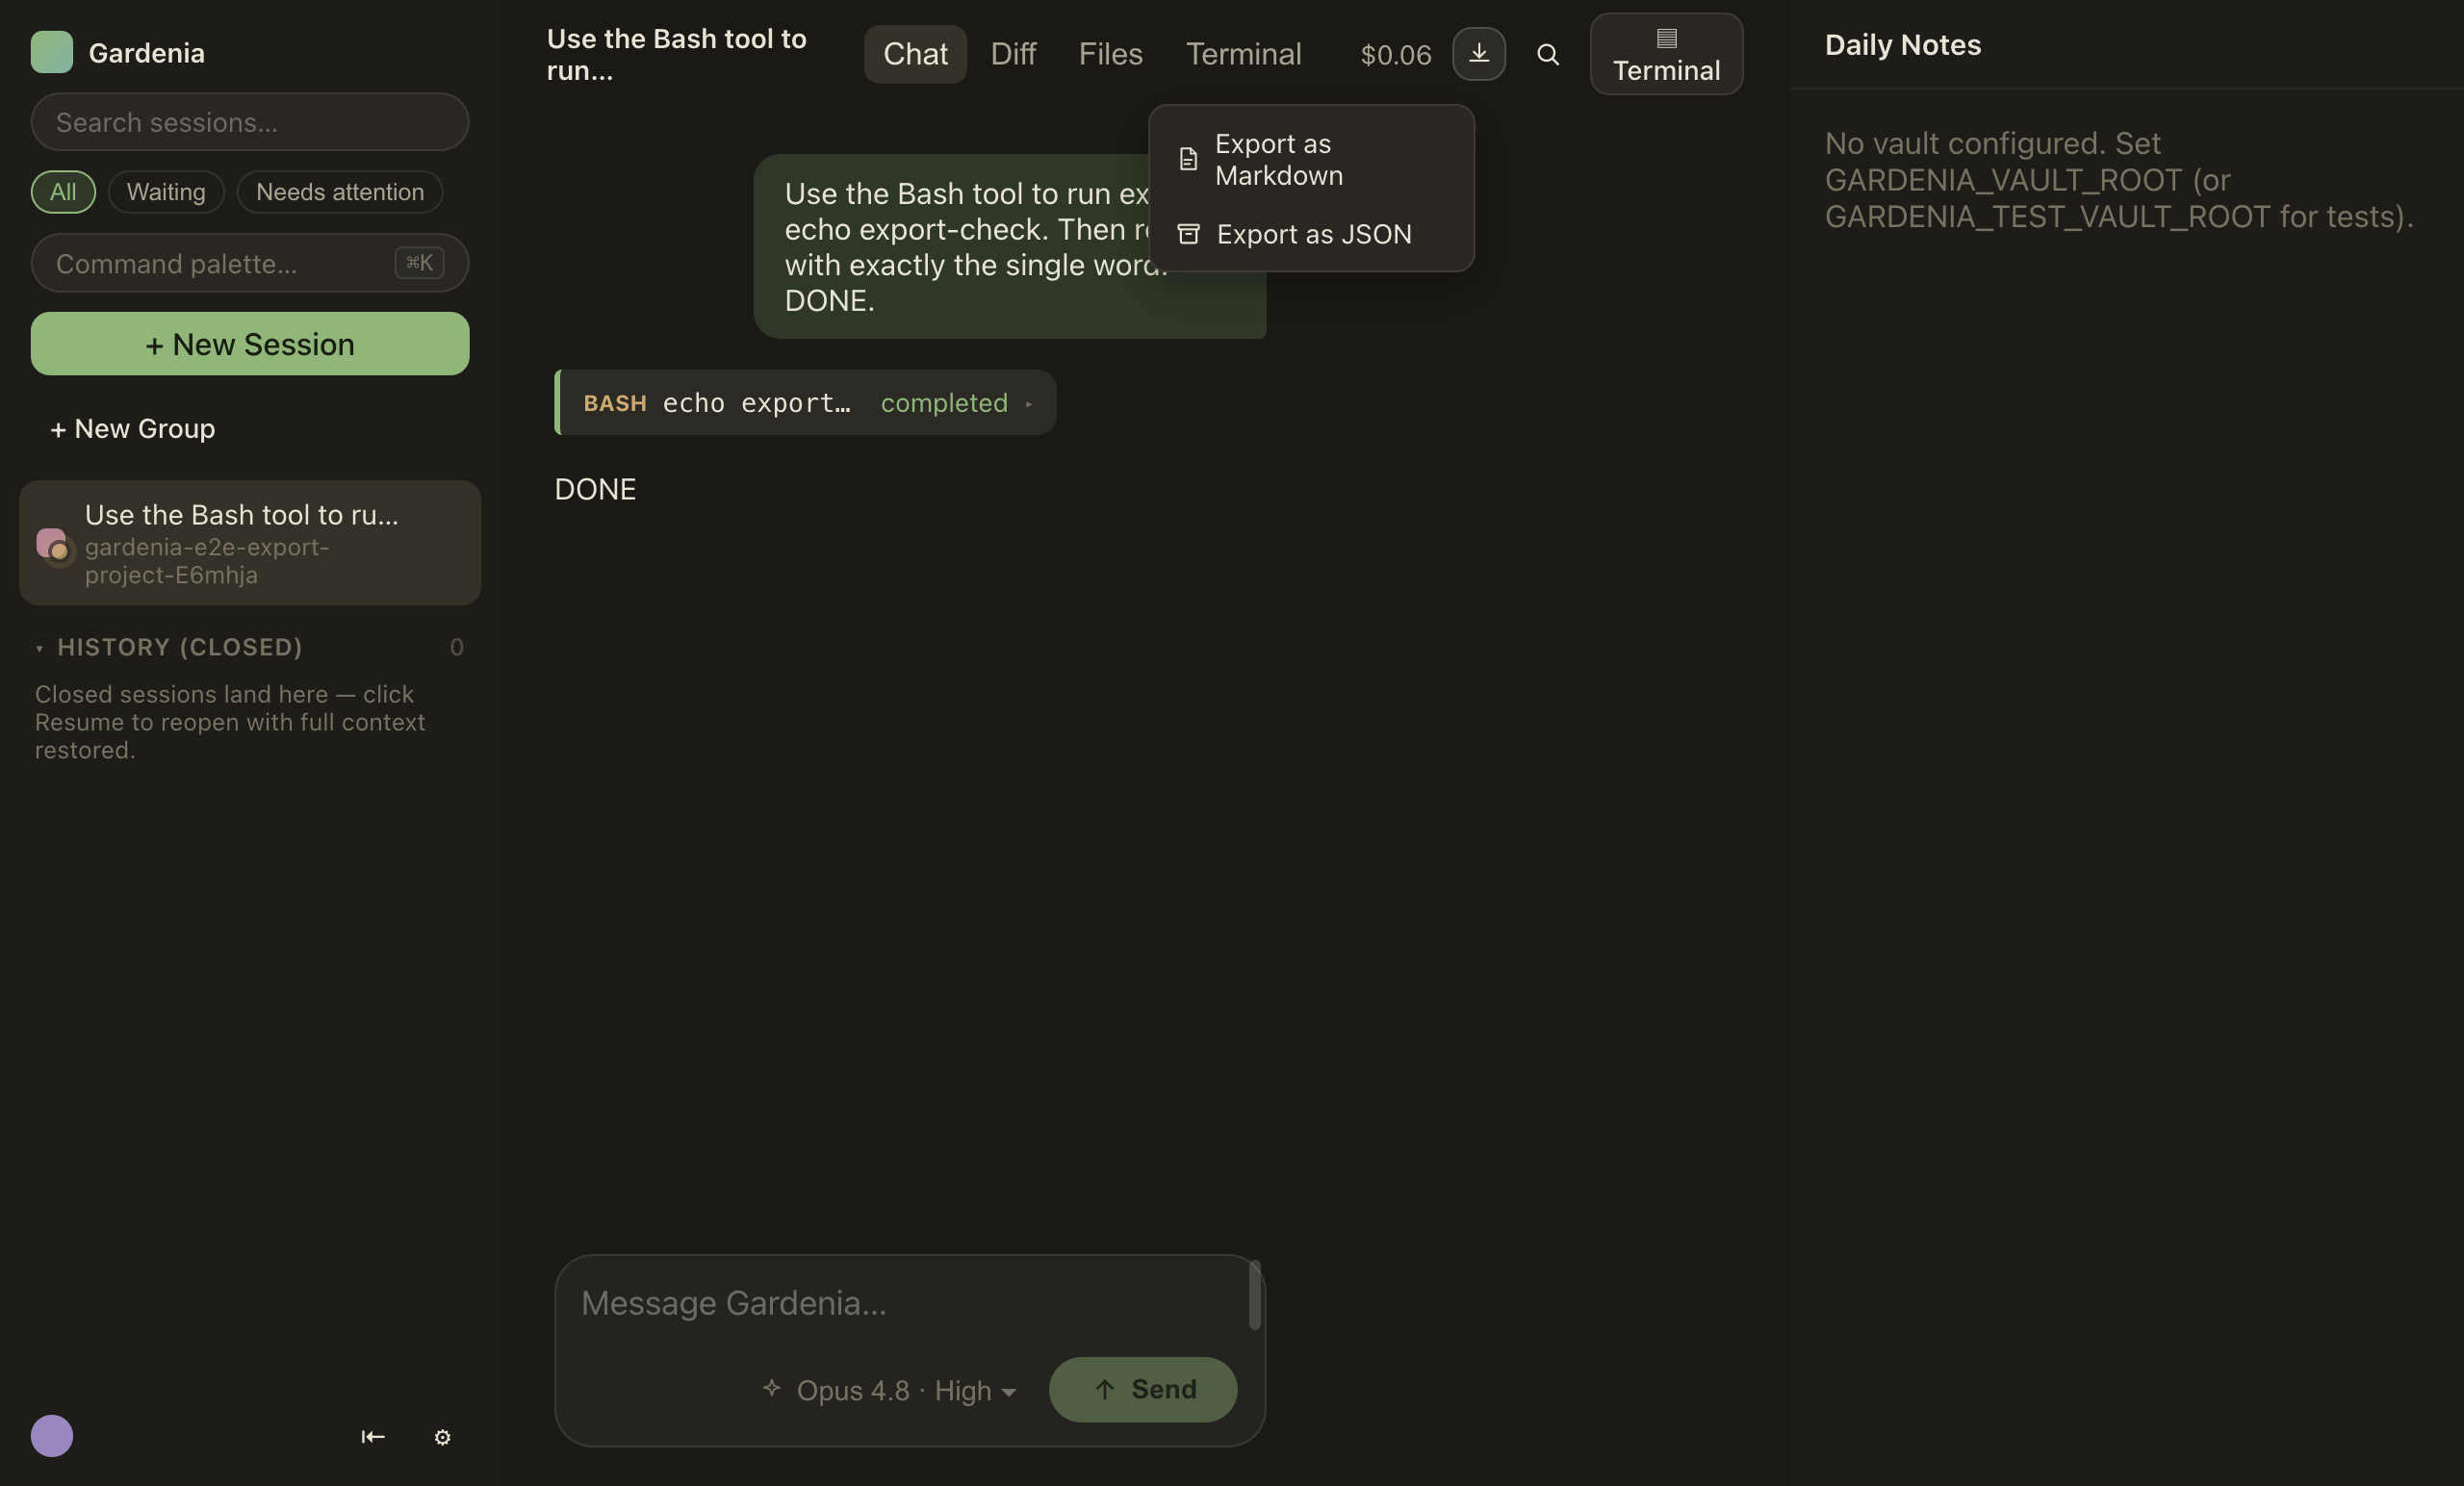 Gardenia
Search sessions...
All
Waiting
Needs attention
Command palette...
⌘K
+ New Session
+ New Group
Use the Bash tool to ru...
gardenia-e2e-export-
project-E6mhja
HISTORY (CLOSED)
0
Closed sessions land here — click
Resume to reopen with full context
restored.
Use the Bash tool to
run...
Chat
Diff
Files
Terminal
$0.06
Terminal
Export as
Markdown
Export as JSON
Use the Bash tool to run
echo export-check. Then
with exactly the single word:
DONE.
BASH echo export… completed
DONE
Message Gardenia...
Opus 4.8 · High
Send
Daily Notes
No vault configured. Set
GARDENIA_VAULT_ROOT (or
GARDENIA_TEST_VAULT_ROOT for tests).